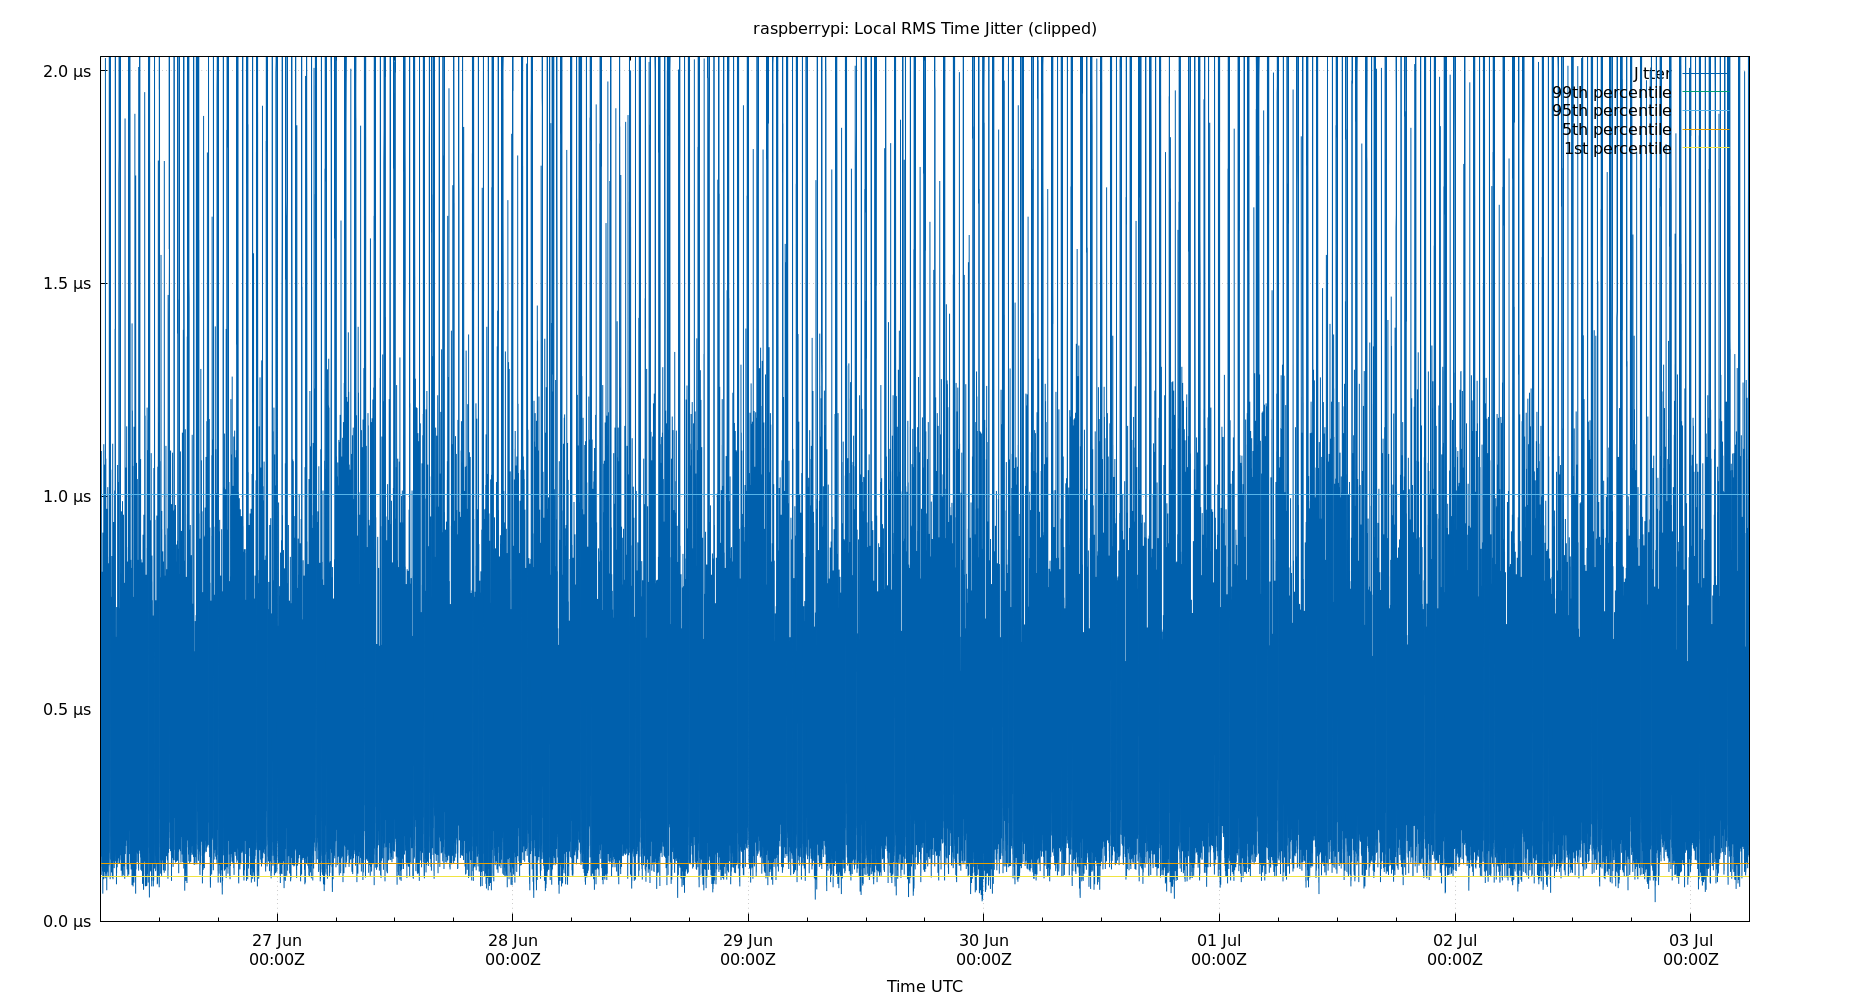 raspberrypi: Local RMS Time Jitter (clipped)
2.0 µs
1.5 µs
1.0 µs
0.5 µs
0.0 µs
Jitter
99th percentile
95th percentile
5th percentile
1st percentile
27 Jun 28 Jun 29 Jun 30 Jun 01 Jul 02 Jul 03 Jul
00:00Z 00:00Z 00:00Z 00:00Z 00:00Z 00:00Z 00:00Z
Time UTC